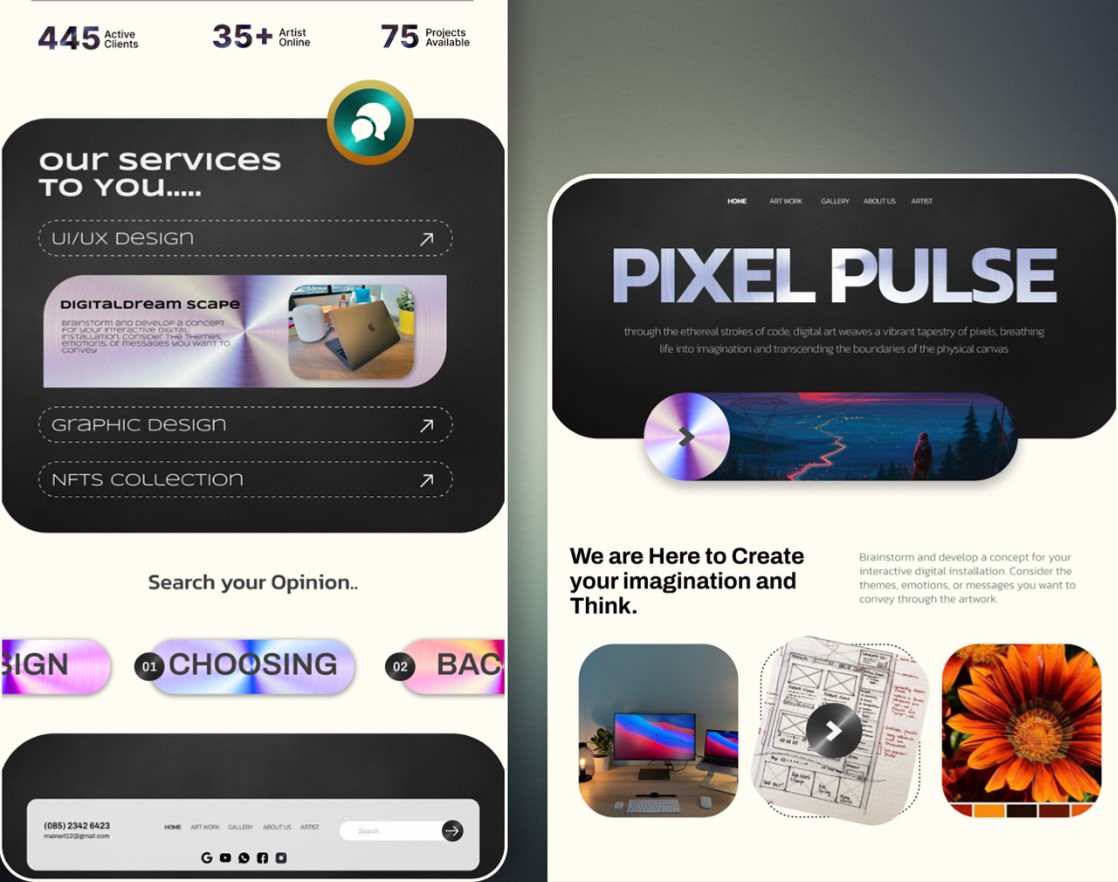 445 Active
Clients
35+ Artist
Online
75 Projects
Available
our services
to you.....
UI/UX Design
Digitaldream scape
Brainstorm and develop a concept
for your interactive digital
installation. Consider the themes,
emotions, or messages you want to
convey
Graphic Design
NFTs Collection
Search your Opinion..
SIGN
01 CHOOSING
02 BAC
(085) 2342 6423
mainart12@gmail.com
HOME ART WORK GALLERY ABOUT US ARTIST
Search
HOME ART WORK GALLERY ABOUT US ARTIST
PIXEL PULSE
through the ethereal strokes of code, digital art weaves a vibrant tapestry of pixels, breathing
life into imagination and transcending the boundaries of the physical canvas
We are Here to Create
your imagination and
Think.
Brainstorm and develop a concept for your
interactive digital installation. Consider the
themes, emotions, or messages you want to
convey through the artwork.